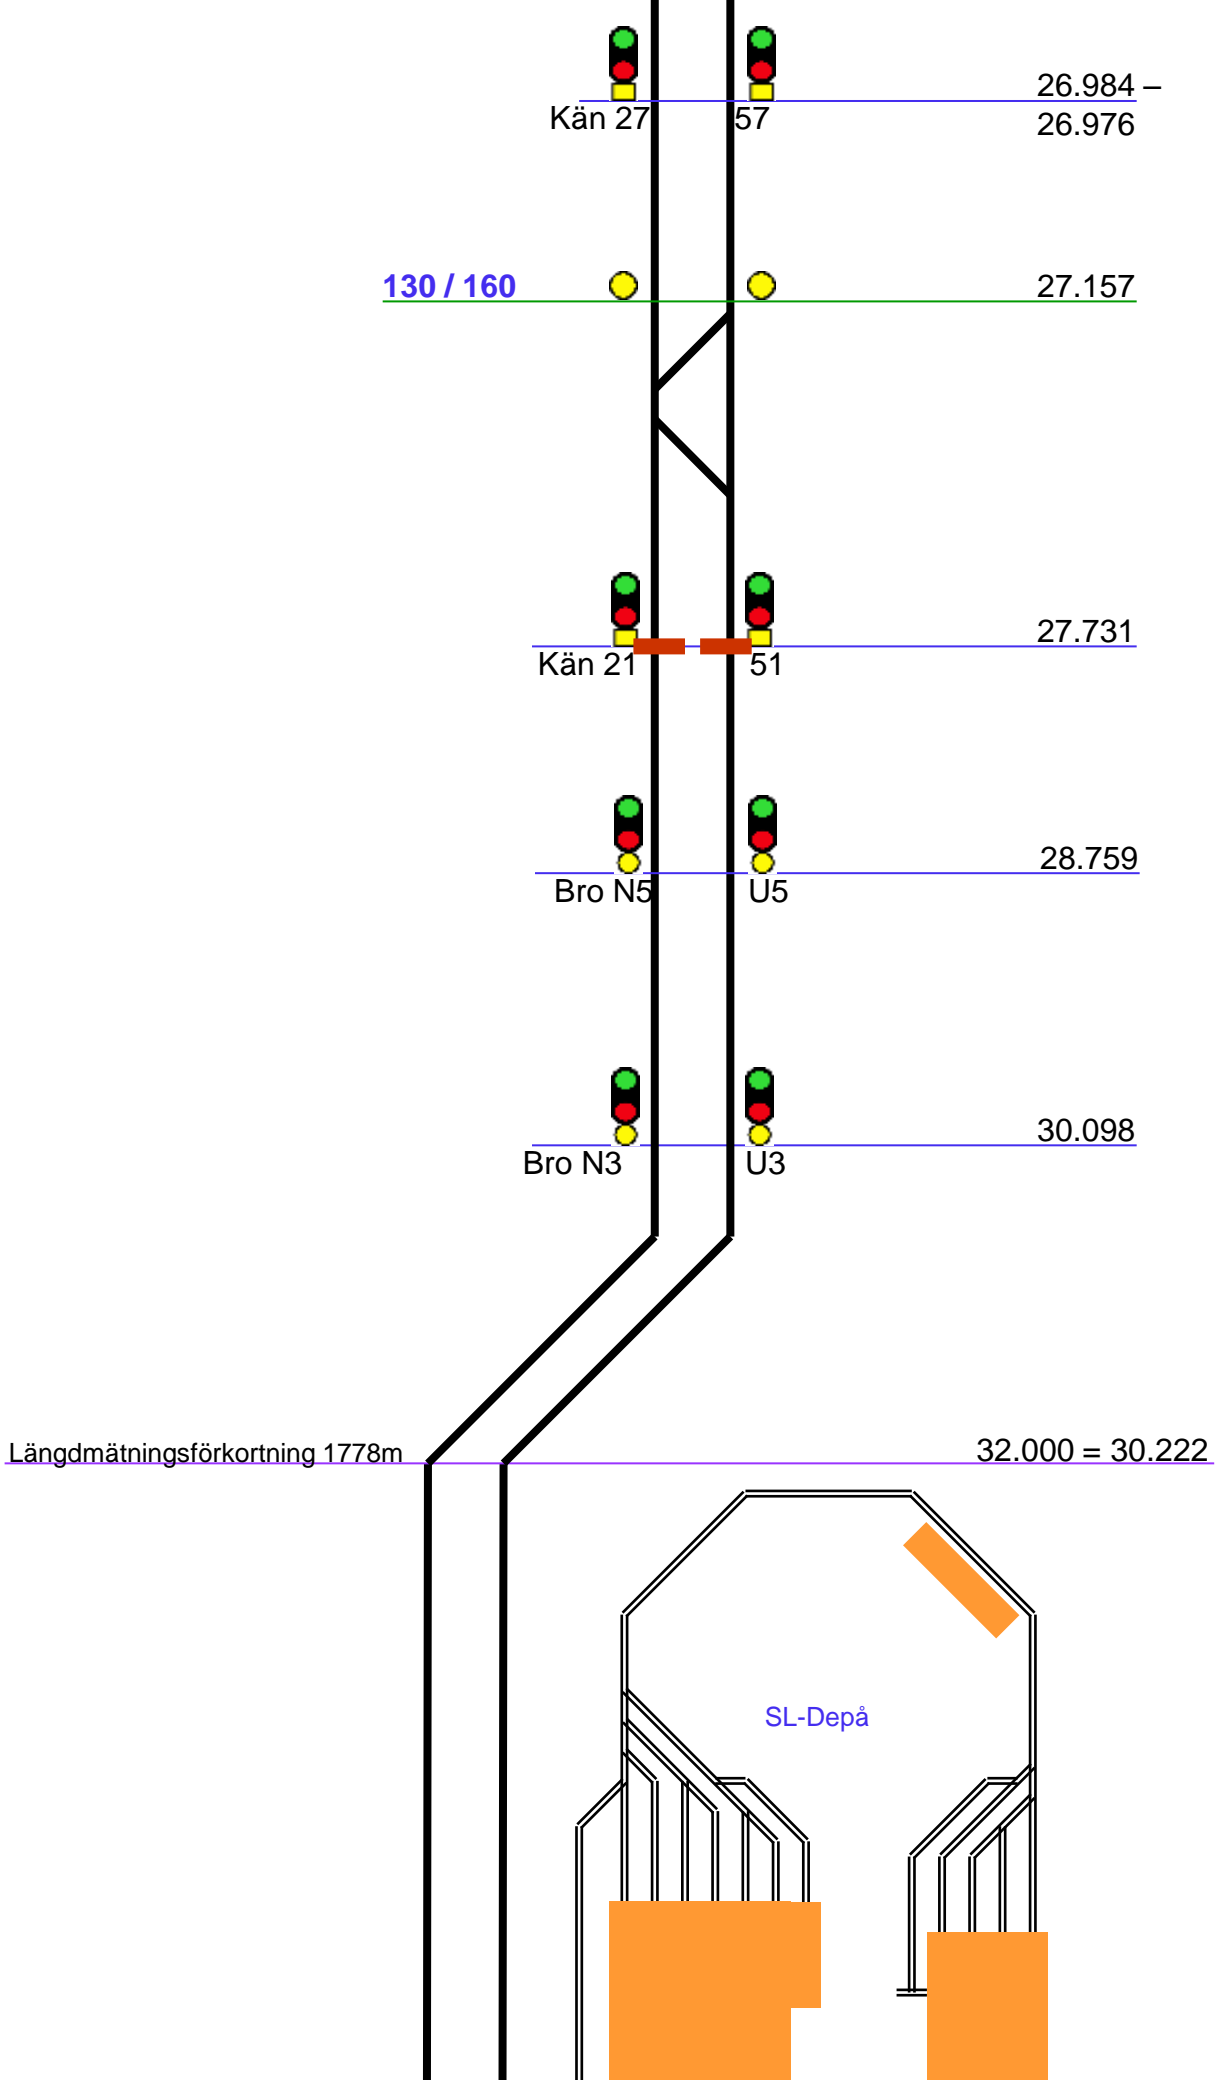 26.984 –
Kän 27 57 26.976
130 / 160 27.157
27.731
Kän 21 51
28.759
Bro N5 U5
30.098
Bro N3 U3
Längdmätningsförkortning 1778m 32.000 = 30.222
SL-Depå